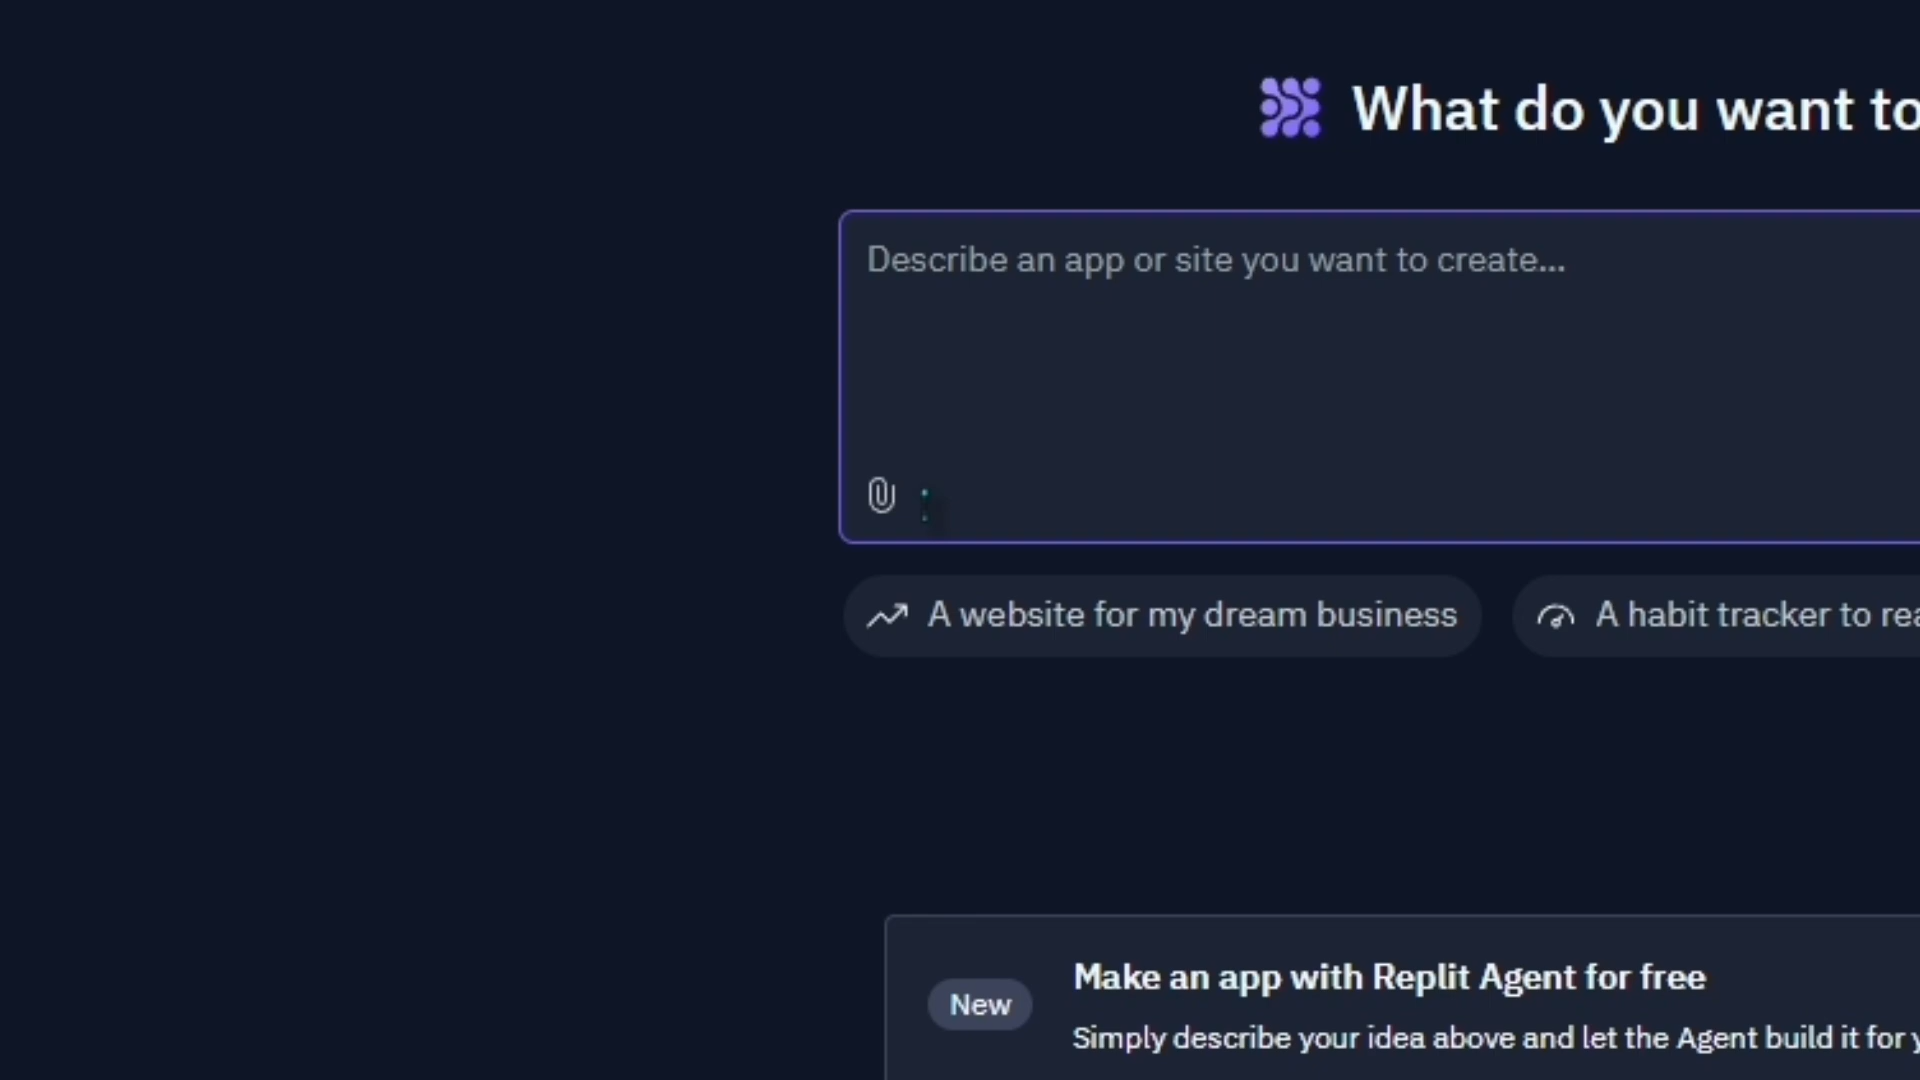 What do you want to
Describe an app or site you want to create...
A website for my dream business
A habit tracker to
New
Make an app with Replit Agent for free
Simply describe your idea above and let the Agent build it for